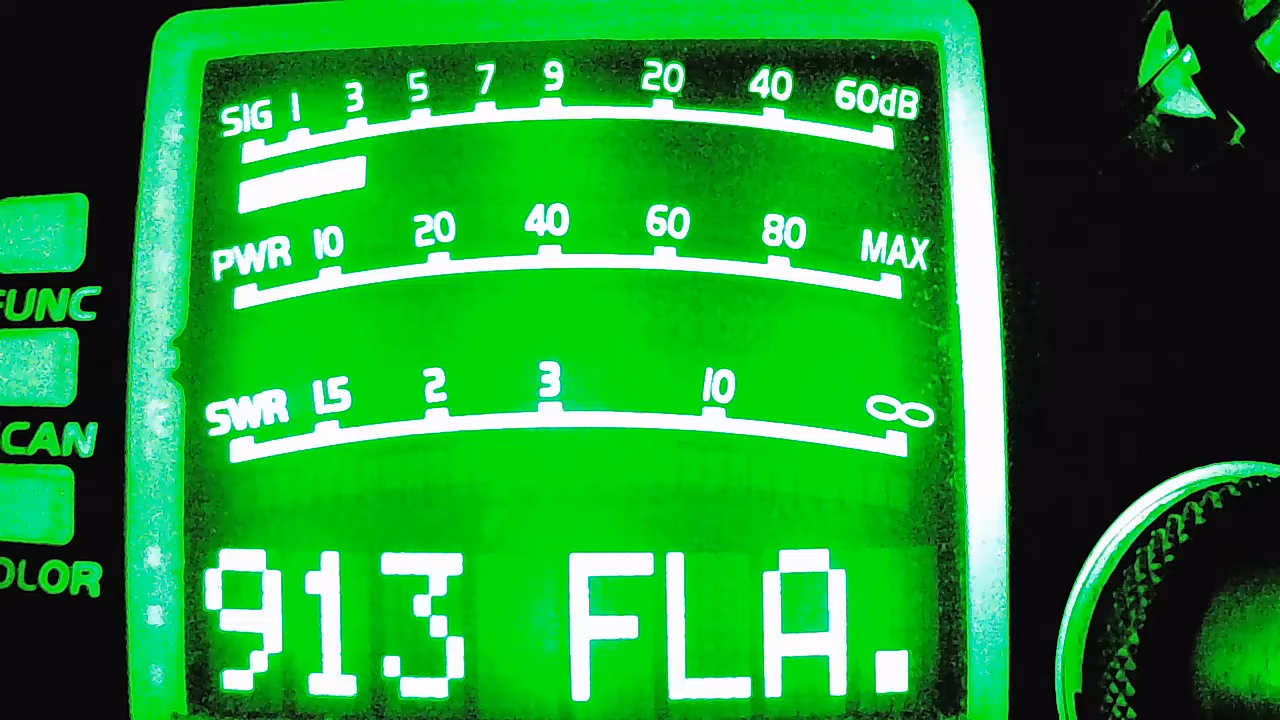 SIG 1 3 5 7 9 20 40 60dB
PWR 10 20 40 60 80 MAX
FUNC
SWR 1.5 2 3 10 ∞
CAN
OLOR
913 FLA.